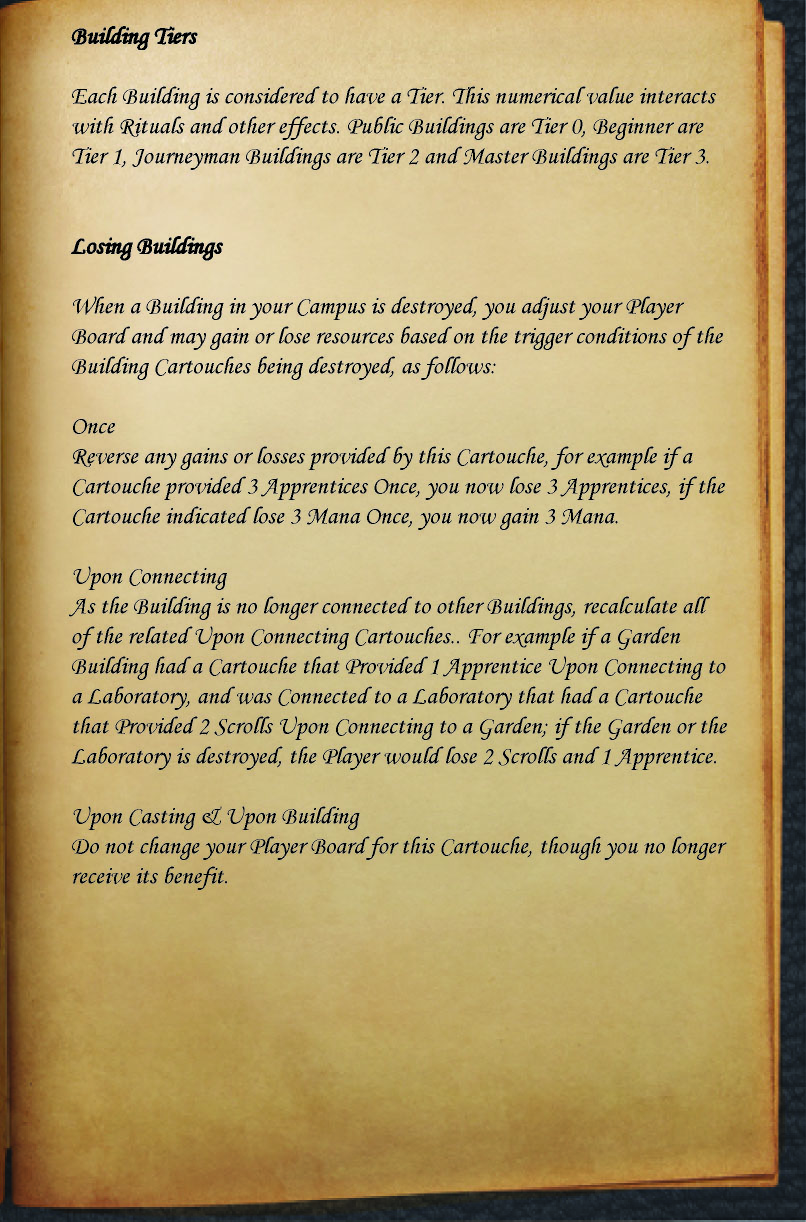 Building Tiers
Each Building is considered to have a Tier. This numerical value interacts
with Rituals and other effects. Public Buildings are Tier 0, Beginner are
Tier 1, Journeyman Buildings are Tier 2 and Master Buildings are Tier 3.
Losing Buildings
When a Building in your Campus is destroyed, you adjust your Player
Board and may gain or lose resources based on the trigger conditions of the
Building Cartouches being destroyed, as follows:
Once
Reverse any gains or losses provided by this Cartouche, for example if a
Cartouche provided 3 Apprentices Once, you now lose 3 Apprentices, if the
Cartouche indicated lose 3 Mana Once, you now gain 3 Mana.
Upon Connecting
As the Building is no longer connected to other Buildings, recalculate all
of the related Upon Connecting Cartouches.. For example if a Garden
Building had a Cartouche that Provided 1 Apprentice Upon Connecting to
a Laboratory, and was Connected to a Laboratory that had a Cartouche
that Provided 2 Scrolls Upon Connecting to a Garden; if the Garden or the
Laboratory is destroyed, the Player would lose 2 Scrolls and 1 Apprentice.
Upon Casting & Upon Building
Do not change your Player Board for this Cartouche, though you no longer
receive its benefit.